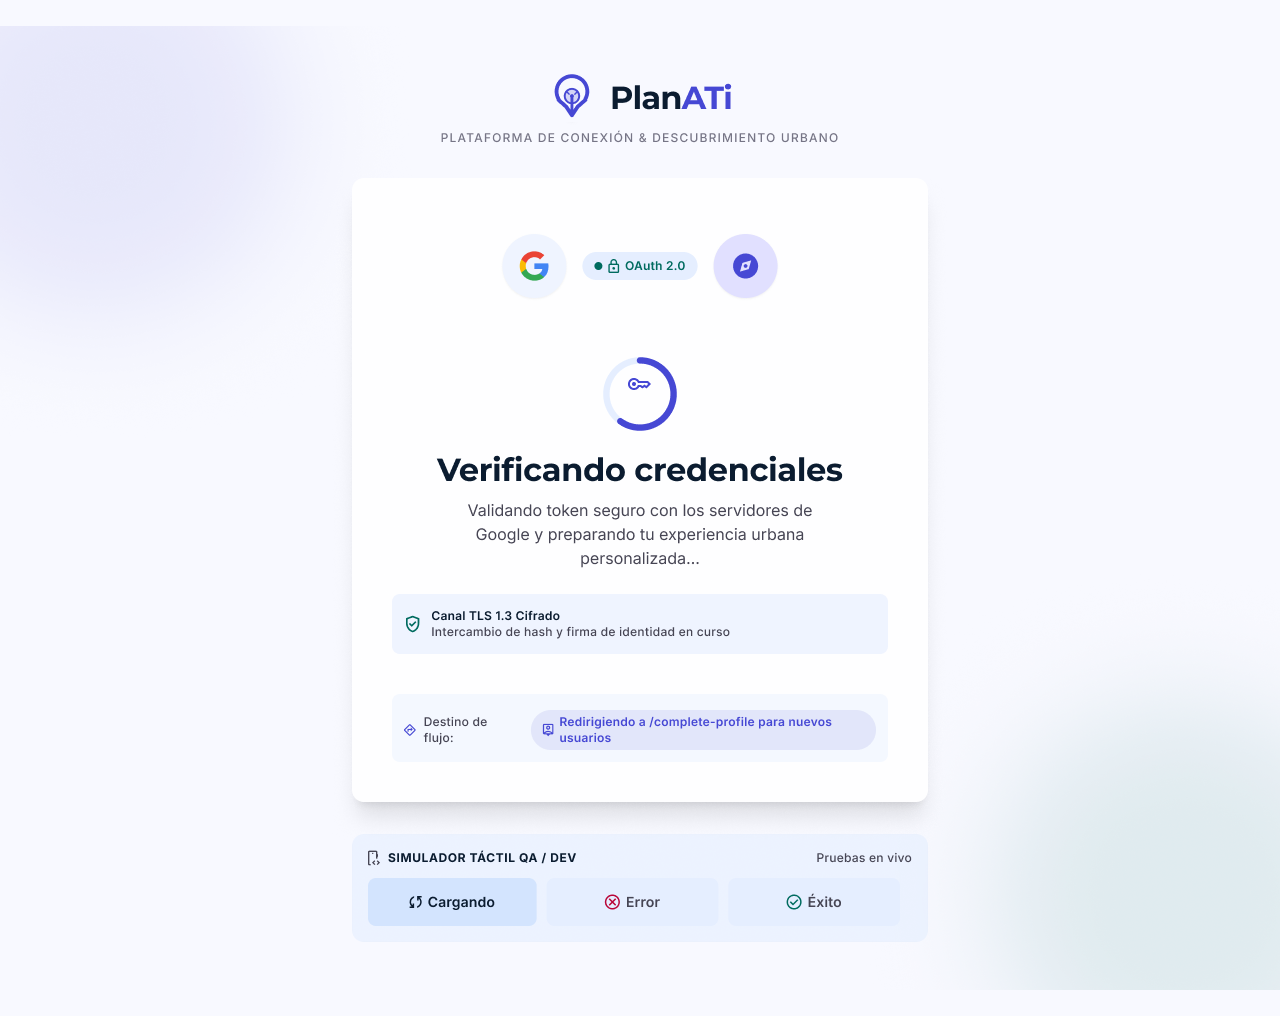 PlanATi
PLATAFORMA DE CONEXIÓN & DESCUBRIMIENTO URBANO
OAuth 2.0
Verificando credenciales
Validando token seguro con los servidores de
Google y preparando tu experiencia urbana
personalizada...
Canal TLS 1.3 Cifrado
Intercambio de hash y firma de identidad en curso
Destino de
flujo:
Redirigiendo a /complete-profile para nuevos
usuarios
SIMULADOR TÁCTIL QA / DEV
Pruebas en vivo
Cargando
Error
Éxito